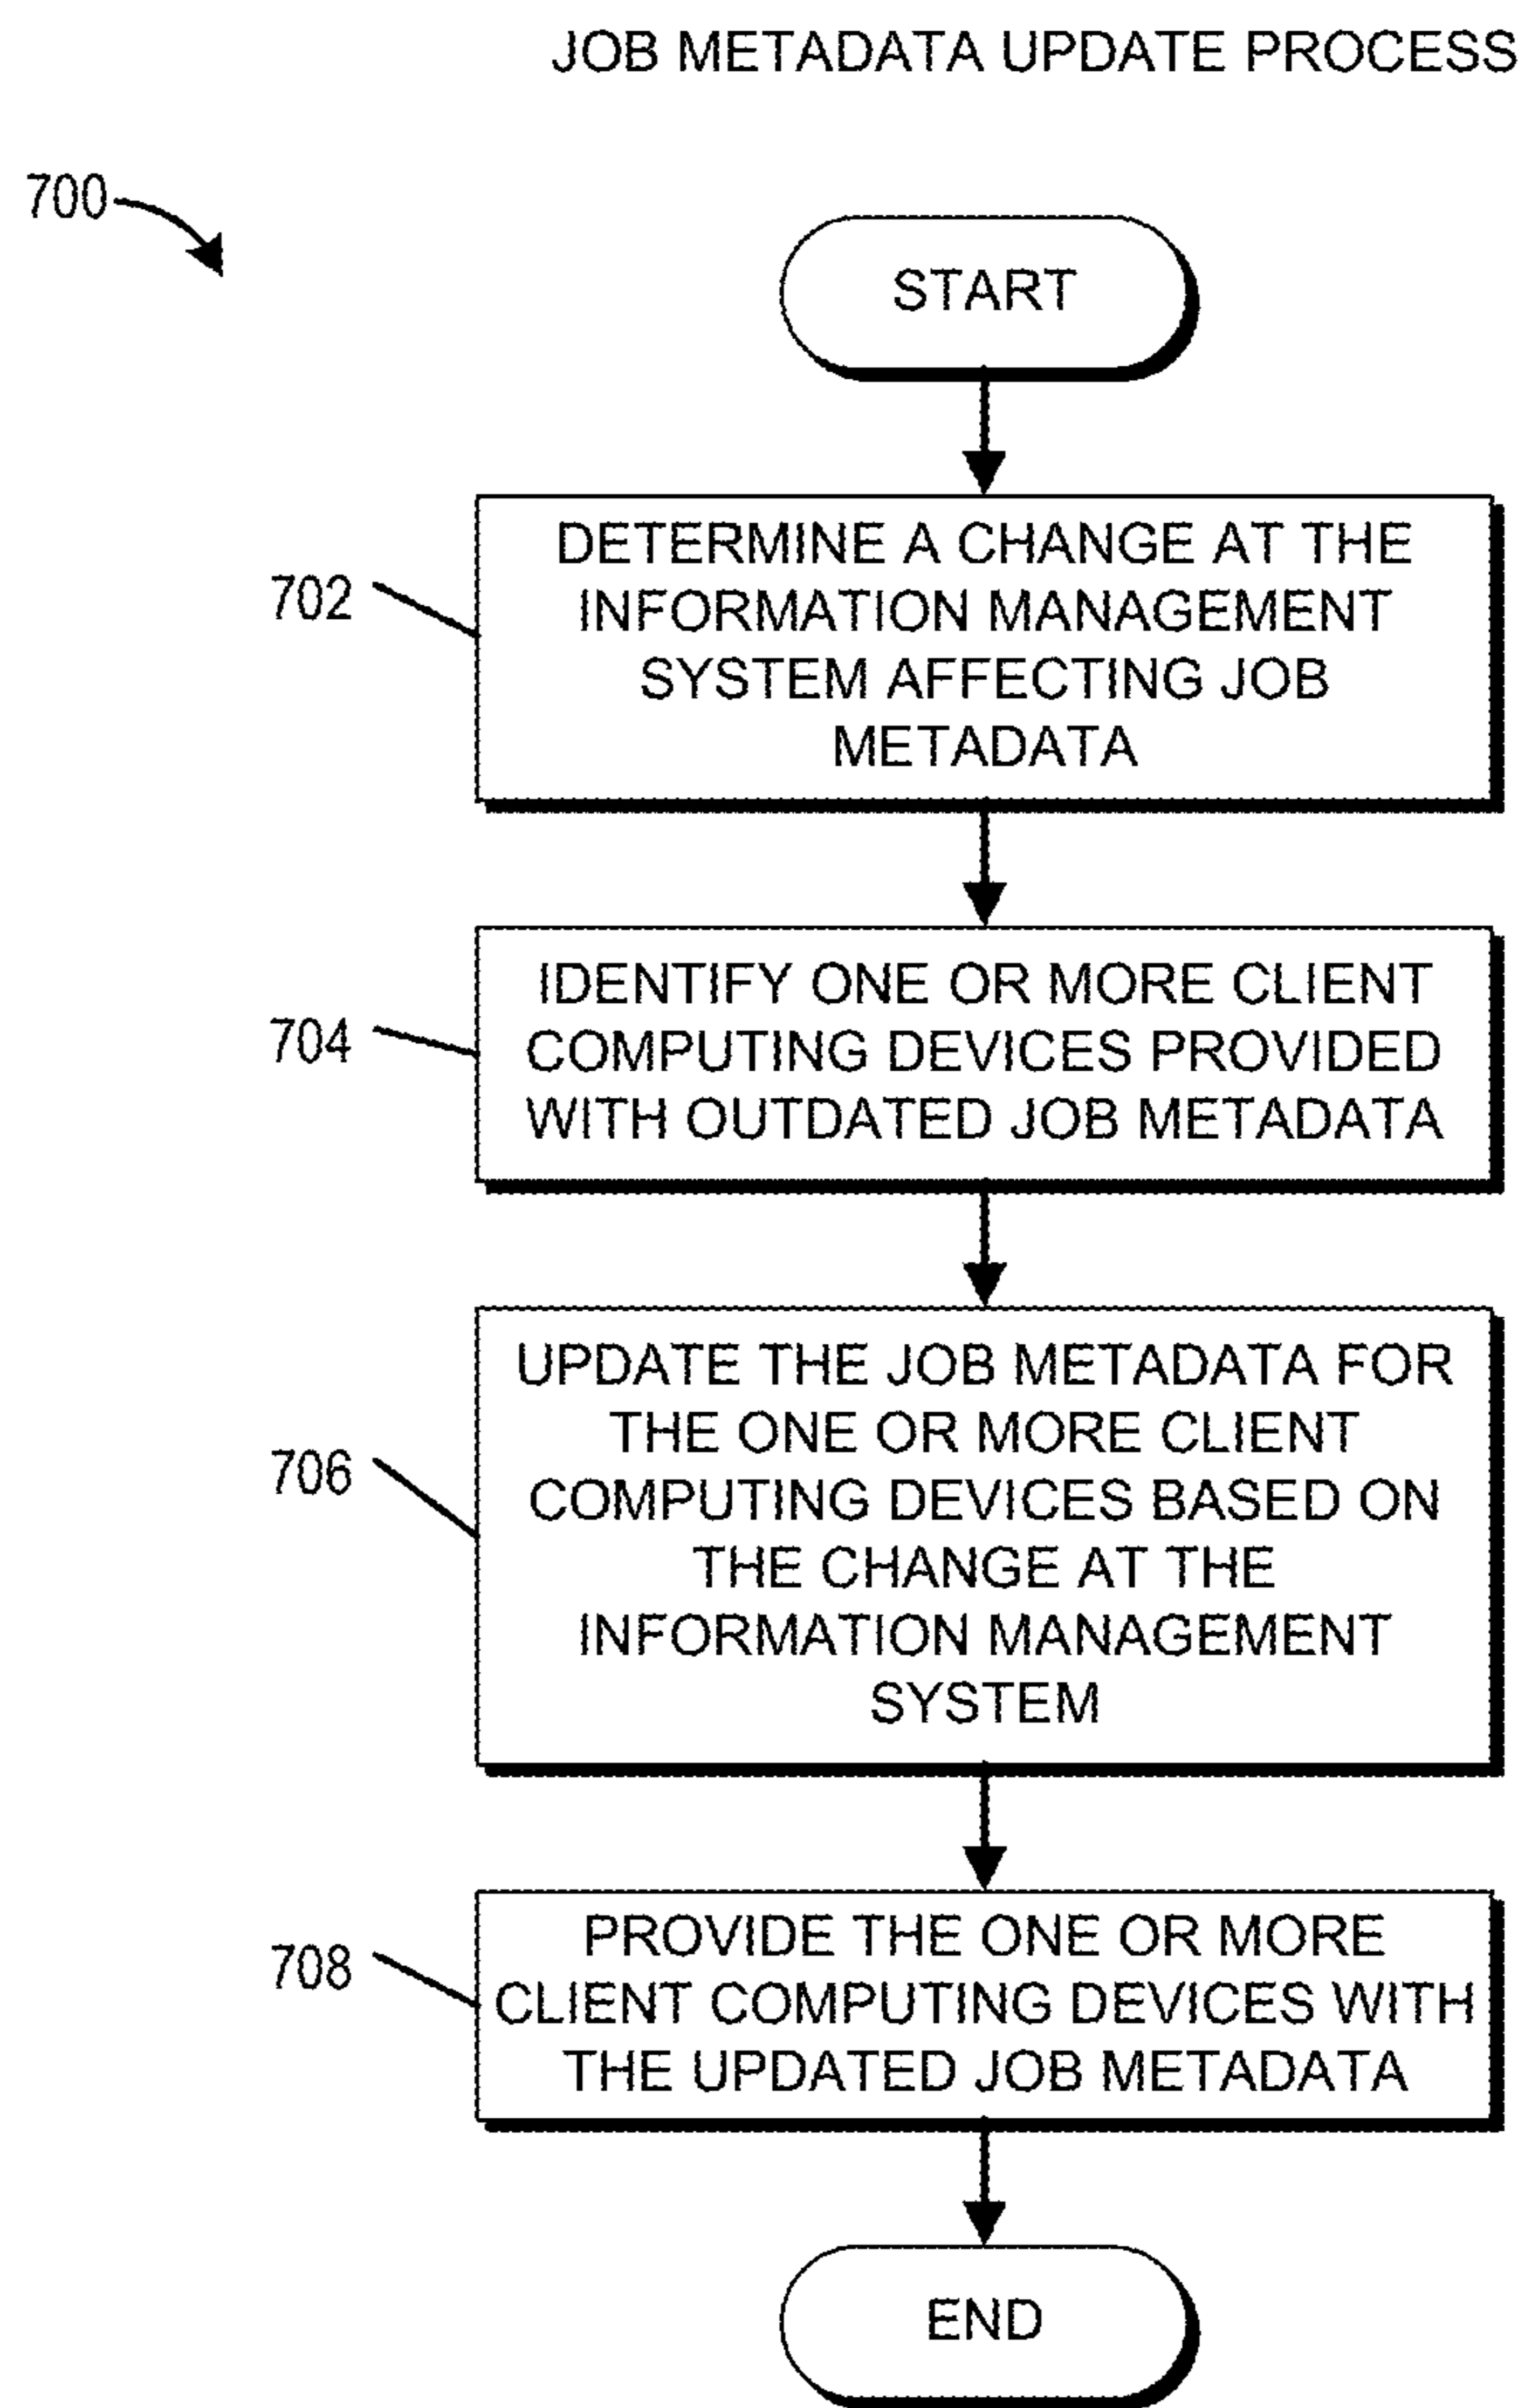 JOB METADATA UPDATE PROCESS
700
START
702
DETERMINE A CHANGE AT THE
INFORMATION MANAGEMENT
SYSTEM AFFECTING JOB
METADATA
704
IDENTIFY ONE OR MORE CLIENT
COMPUTING DEVICES PROVIDED
WITH OUTDATED JOB METADATA
706
UPDATE THE JOB METADATA FOR
THE ONE OR MORE CLIENT
COMPUTING DEVICES BASED ON
THE CHANGE AT THE
INFORMATION MANAGEMENT
SYSTEM
708
PROVIDE THE ONE OR MORE
CLIENT COMPUTING DEVICES WITH
THE UPDATED JOB METADATA
END